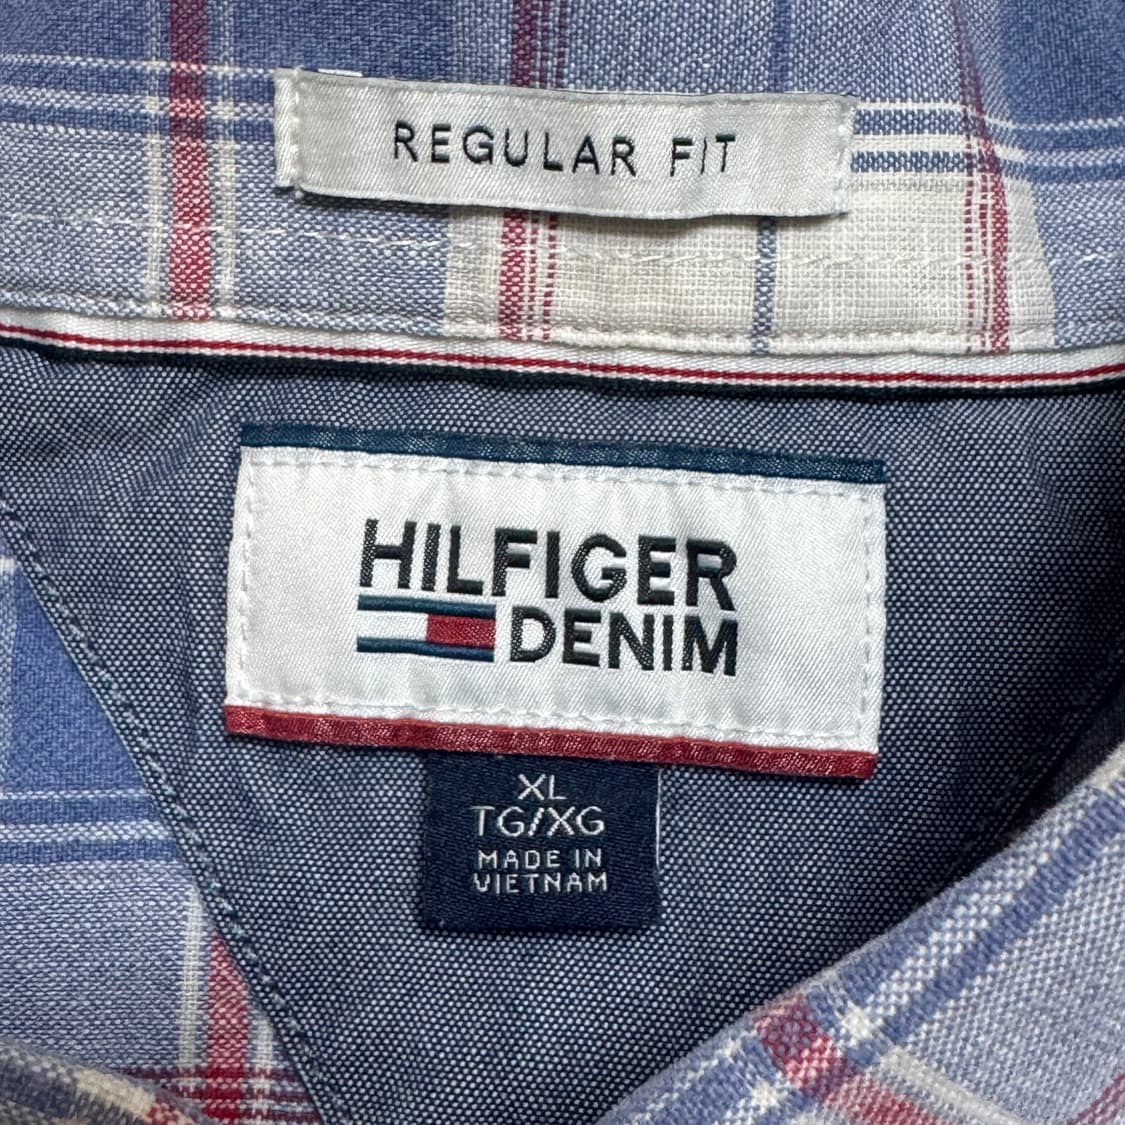 REGULAR FIT
HILFIGER
DENIM
XL
TG/XG
MADE IN
VIETNAM